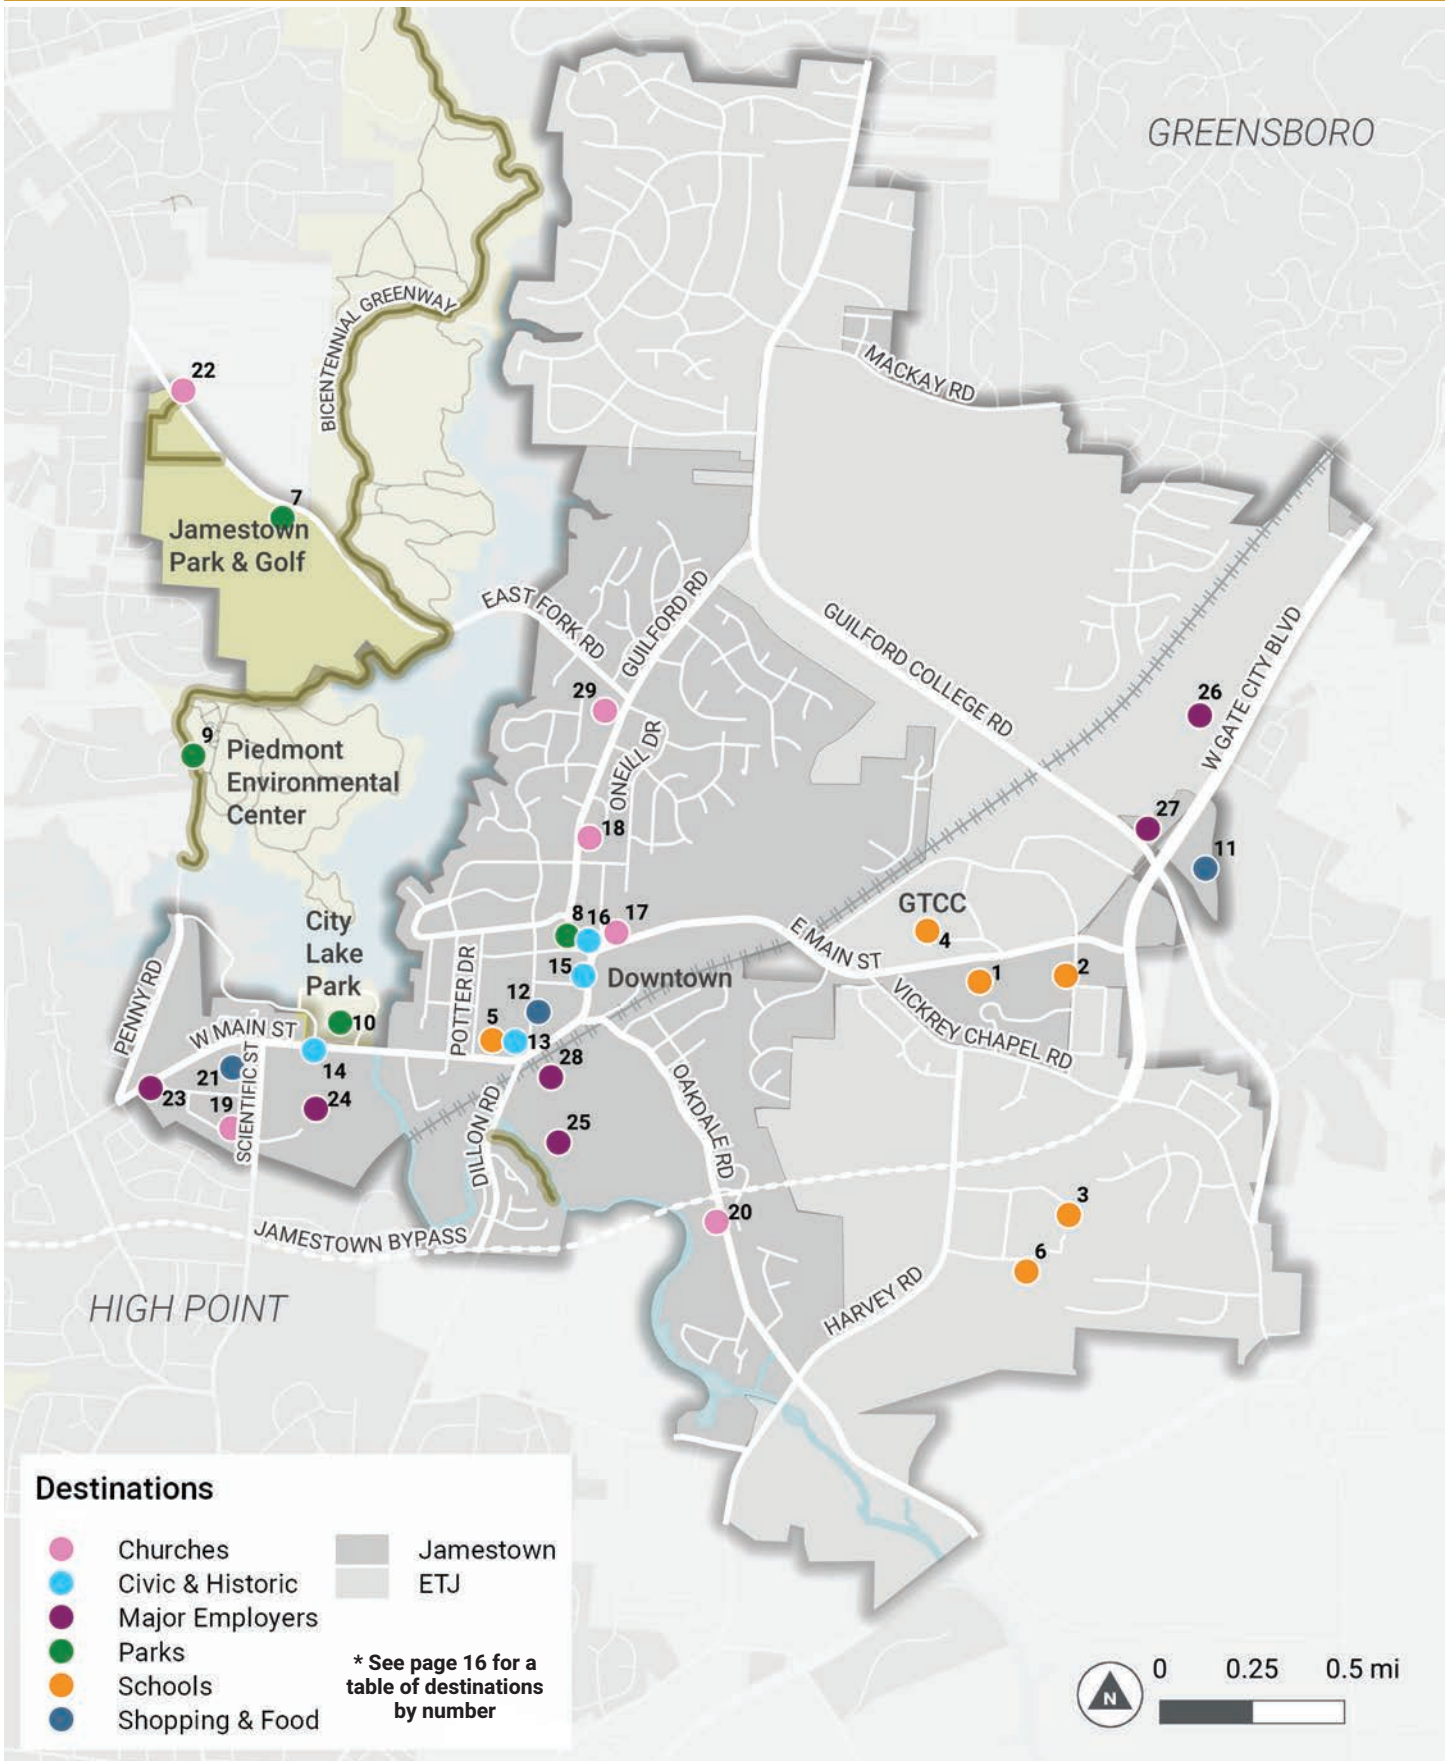 GREENSBORO
BICENTENNIAL GREENWAY
MACKAY RD
22
7
Jamestown
Park & Golf
EAST FORK RD
GUILFORD RD
GUILFORD COLLEGE RD
W GATE CITY BLVD
29
26
ONEILL DR
9
Piedmont
Environmental
Center
18
27
11
City
Lake
Park
8
16
17
GTCC
4
E MAIN ST
15
Downtown
1
2
PENNY RD
POTTER DR
12
VICKREY CHAPEL RD
10
5
13
W MAIN ST
14
28
21
SCIENTIFIC ST
23
19
24
OAKDALE RD
25
DILLON RD
3
20
JAMESTOWN BYPASS
6
HARVEY RD
HIGH POINT
Destinations
Churches
Civic & Historic
Major Employers
Parks
Schools
Shopping & Food
Jamestown
ETJ
* See page 16 for a
table of destinations
by number
N
0 0.25 0.5 mi